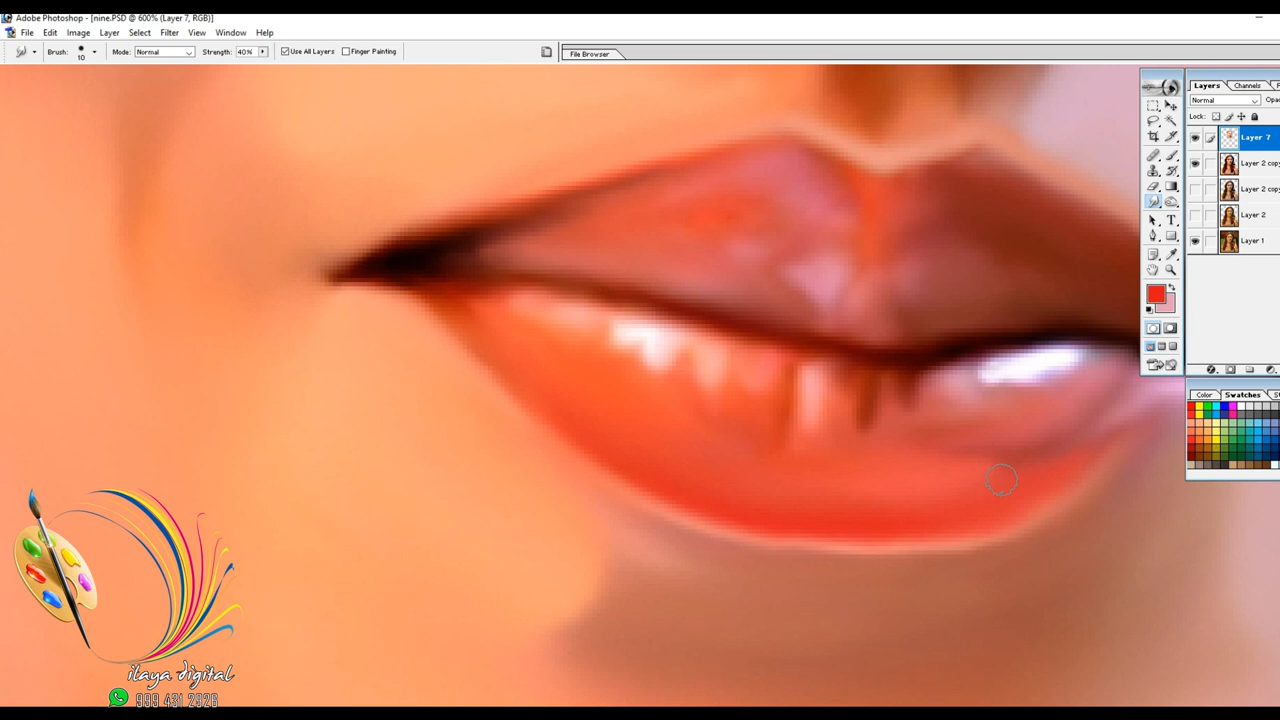 Adobe Photoshop - [nine.PSD @ 600% (Layer 7, RGB)]
File Edit Image Layer Select Filter View Window Help
Brush: 10 Mode: Normal Strength: 40% Use All Layers Finger Painting File Browser
Layers Channels
Normal Opac
Lock:
Layer 7
Layer 2 copy
Layer 2 copy
Layer 2
Layer 1
Color Swatches
ilaya digital
999 431 2926